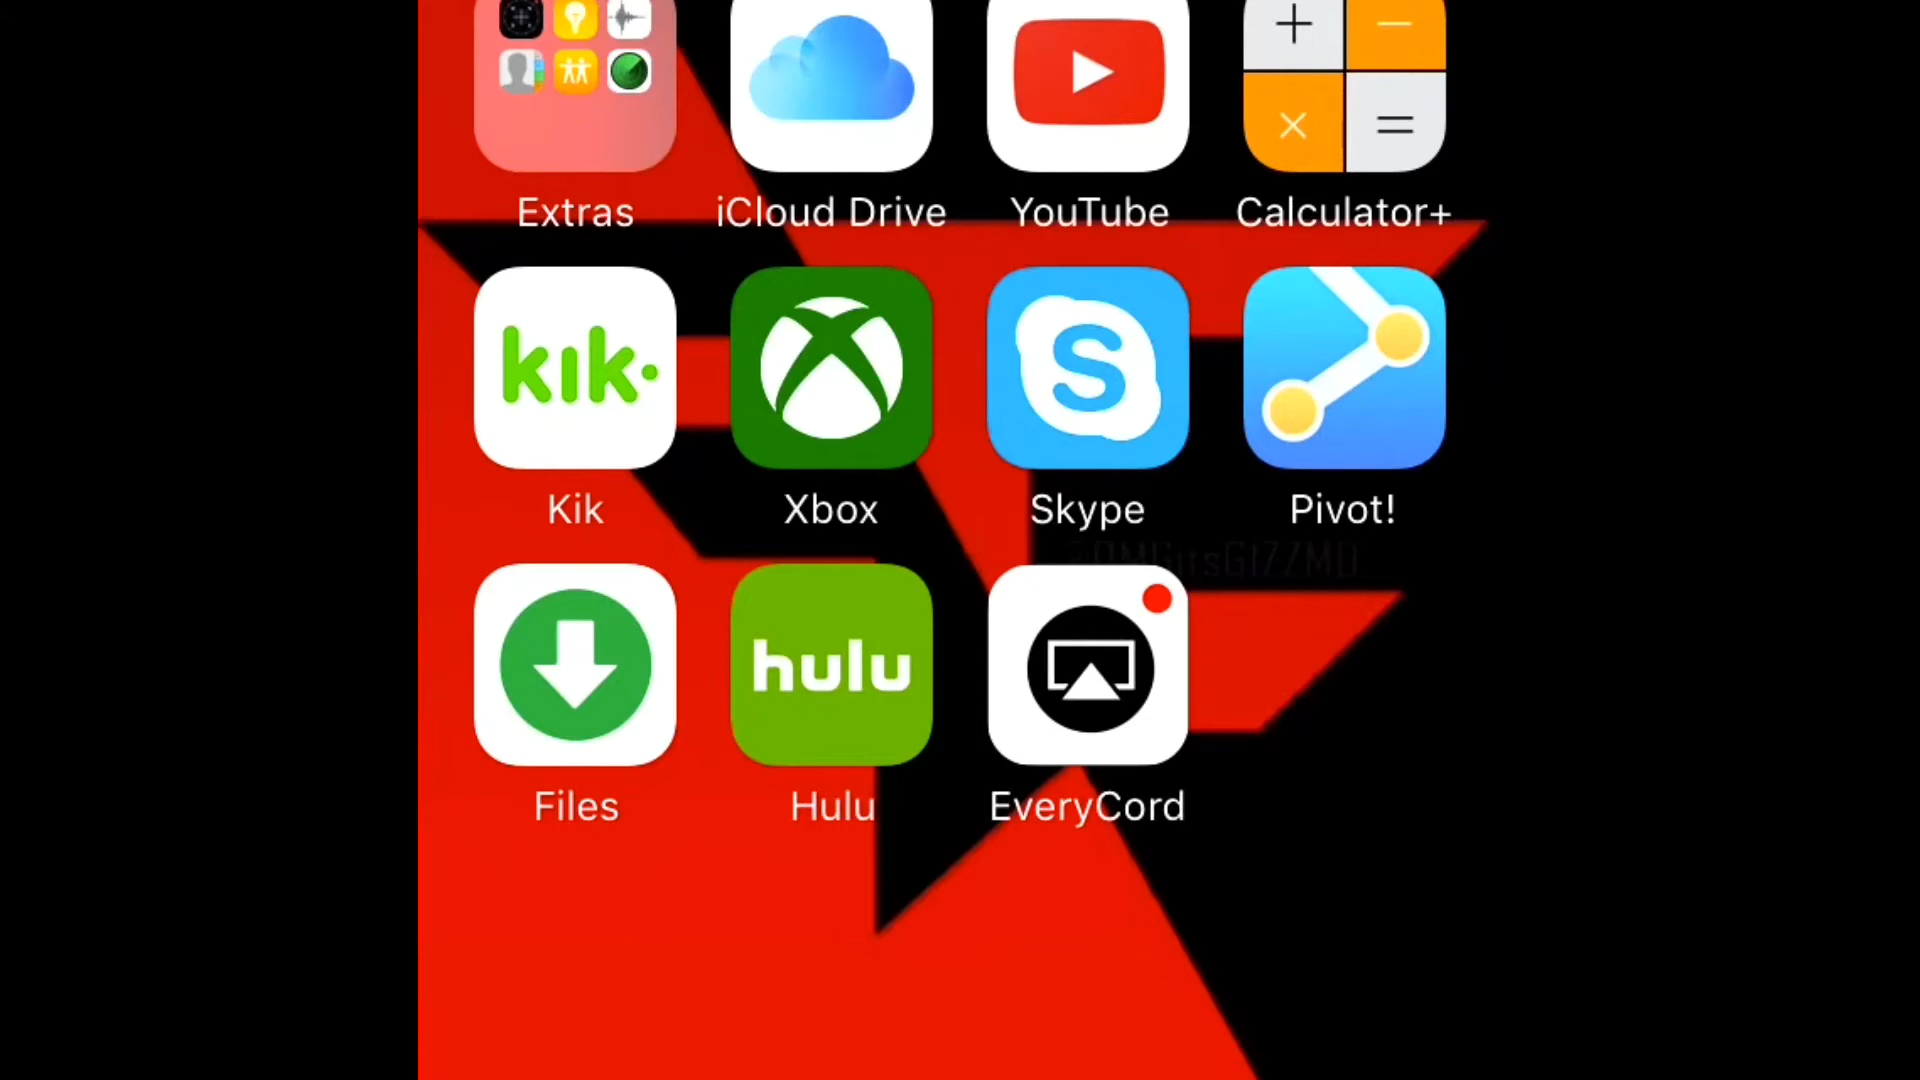 Extras iCloud Drive YouTube Calculator+
kik.
Kik Xbox Skype Pivot!
hulu
Files Hulu EveryCord